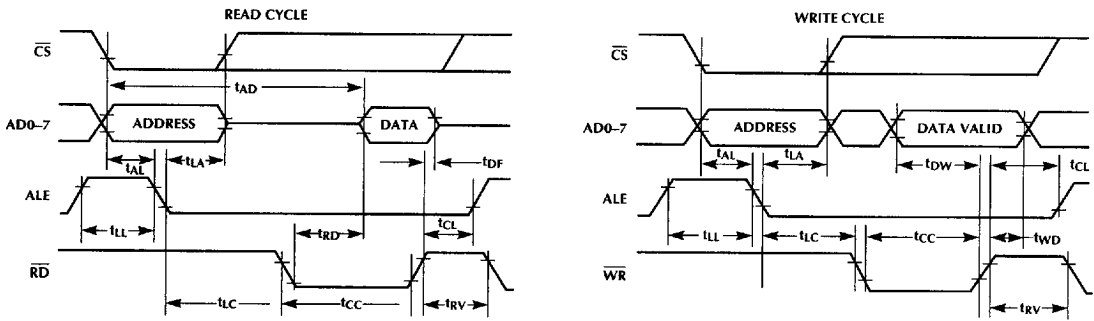 READ CYCLE
WRITE CYCLE
CS
CS
tAD
AD0–7
ADDRESS
DATA
AD0–7
ADDRESS
DATA VALID
tAL
tLA
tDF
tAL
tLA
tDW
tCL
ALE
ALE
tLL
tRD
tCL
tLL
tLC
tCC
tWD
RD
WR
tLC
tCC
tRV
tRV